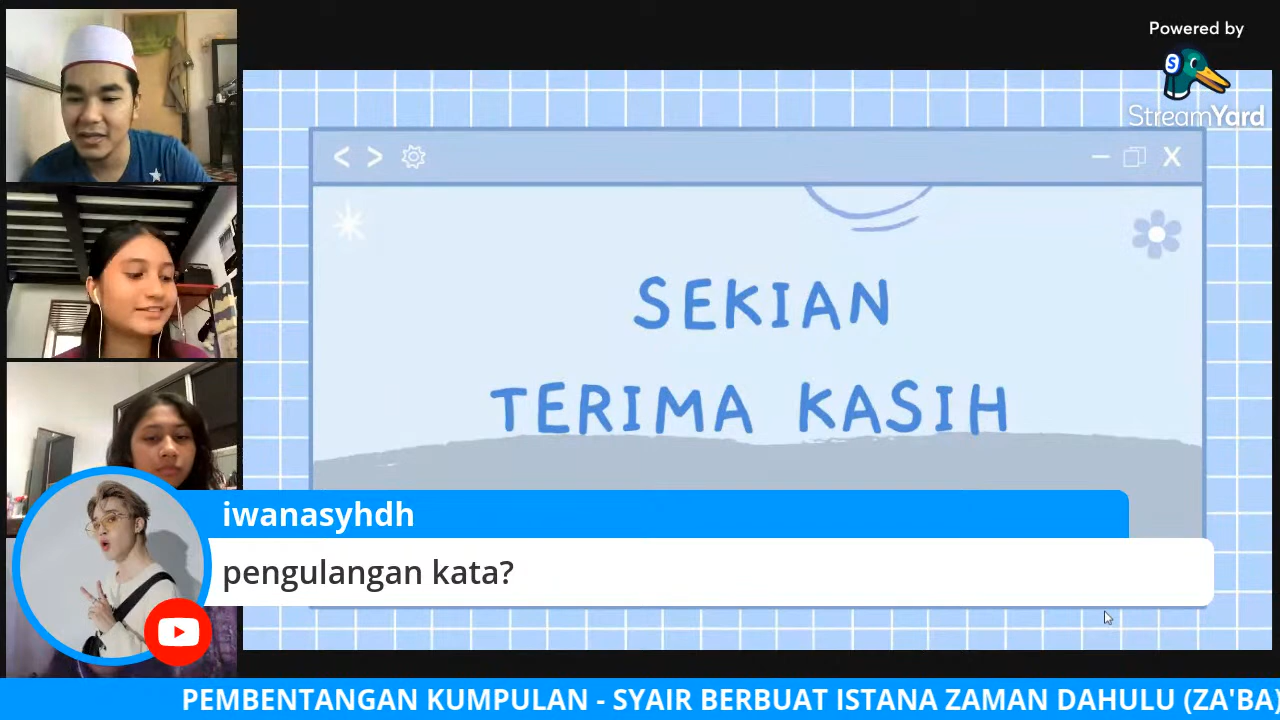 Powered by
StreamYard
SEKIAN
TERIMA KASIH
iwanasyhdh
pengulangan kata?
PEMBENTANGAN KUMPULAN - SYAIR BERBUAT ISTANA ZAMAN DAHULU (ZA'BA)